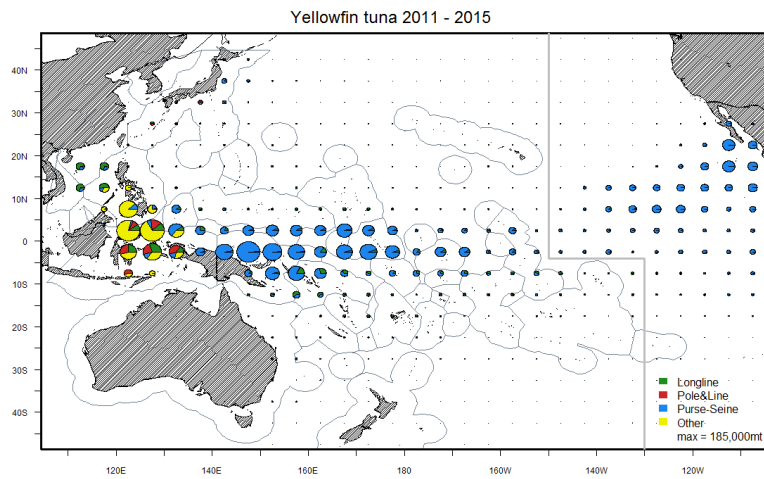 Yellowfin tuna 2011 - 2015
40N
30N
20N
10N
0
10S
20S
30S
40S
Longline
Pole&Line
Purse-Seine
Other
max = 185,000mt
120E
140E
160E
180
160W
140W
120W